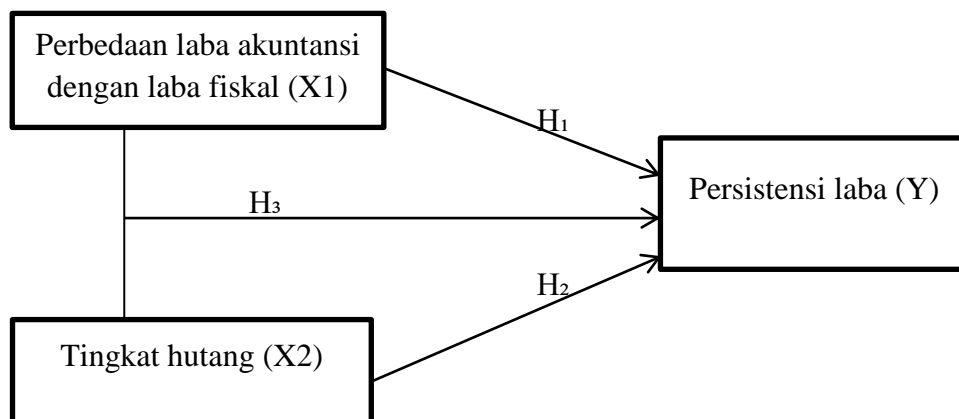 Perbedaan laba akuntansi
dengan laba fiskal (X1)
H₁
Persistensi laba (Y)
H₃
H₂
Tingkat hutang (X2)